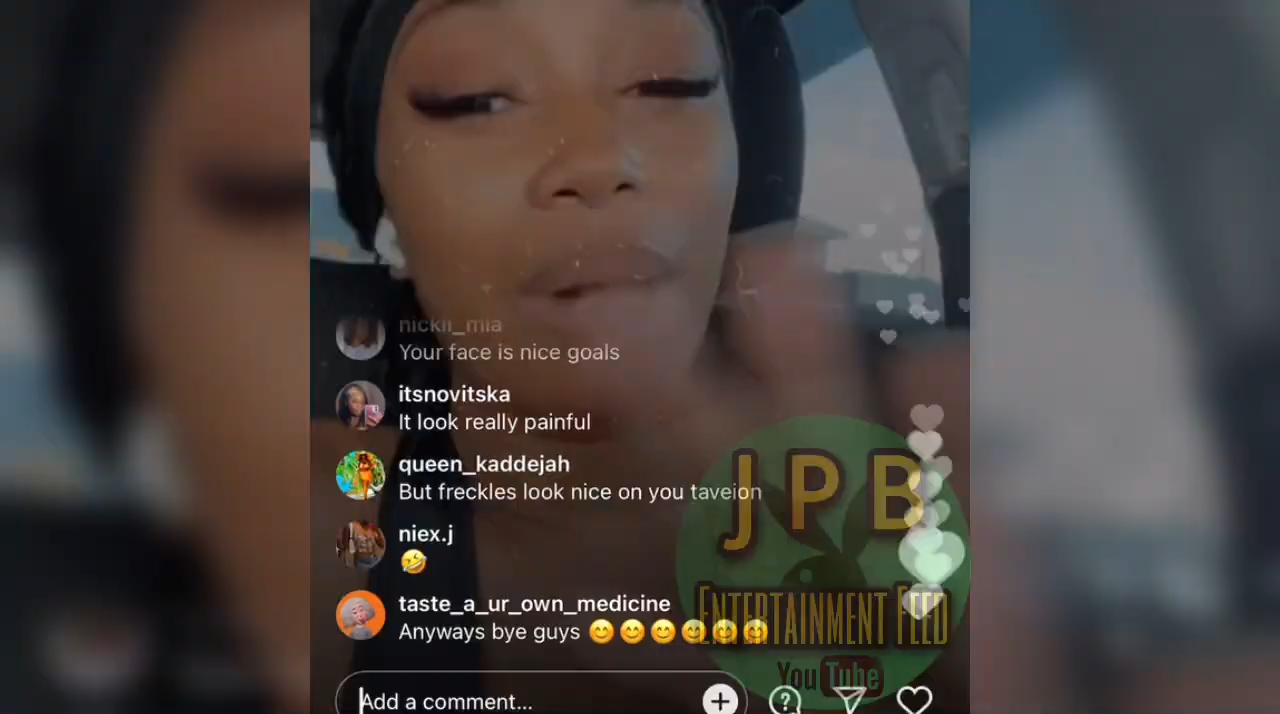 nickii_mia
Your face is nice goals
itsnovitska
It look really painful
queen_kaddejah
But freckles look nice on you taveion
niex.j
🤣
taste_a_ur_own_medicine
Anyways bye guys 😊😊😊😊😊😊
Add a comment...
JPB
ENTERTAINMENT FEED
YouTube